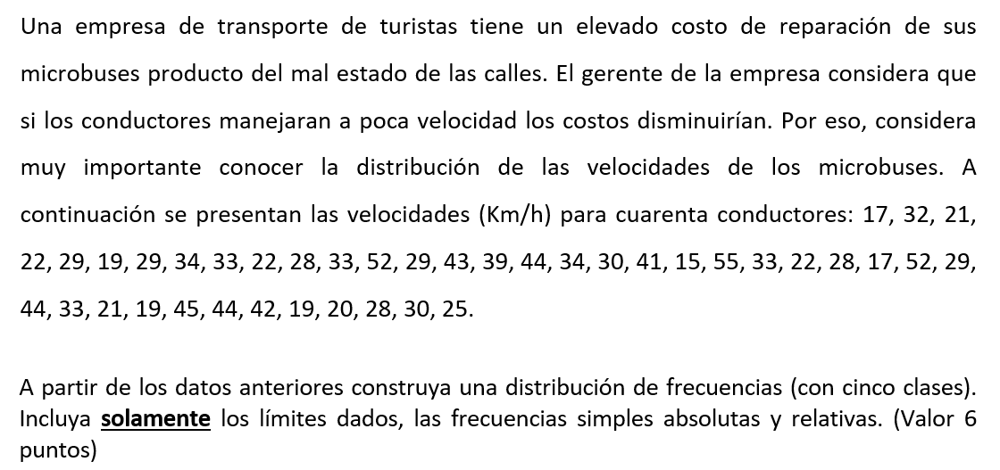 Una empresa de transporte de turistas tiene un elevado costo de reparación de sus
microbuses producto del mal estado de las calles. El gerente de la empresa considera que
si los conductores manejaran a poca velocidad los costos disminuirían. Por eso, considera
muy importante conocer la distribución de las velocidades de los microbuses. A
continuación se presentan las velocidades (Km/h) para cuarenta conductores: 17, 32, 21,
22, 29, 19, 29, 34, 33, 22, 28, 33, 52, 29, 43, 39, 44, 34, 30, 41, 15, 55, 33, 22, 28, 17, 52, 29,
44, 33, 21, 19, 45, 44, 42, 19, 20, 28, 30, 25.
A partir de los datos anteriores construya una distribución de frecuencias (con cinco clases).
Incluya solamente los límites dados, las frecuencias simples absolutas y relativas. (Valor 6
puntos)